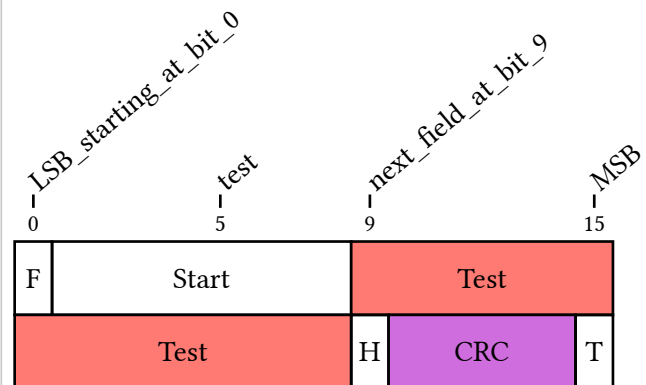 LSB_starting_at_bit_0
test
next_field_at_bit_9
MSB
0 5 9 15
F Start Test
Test H CRC T